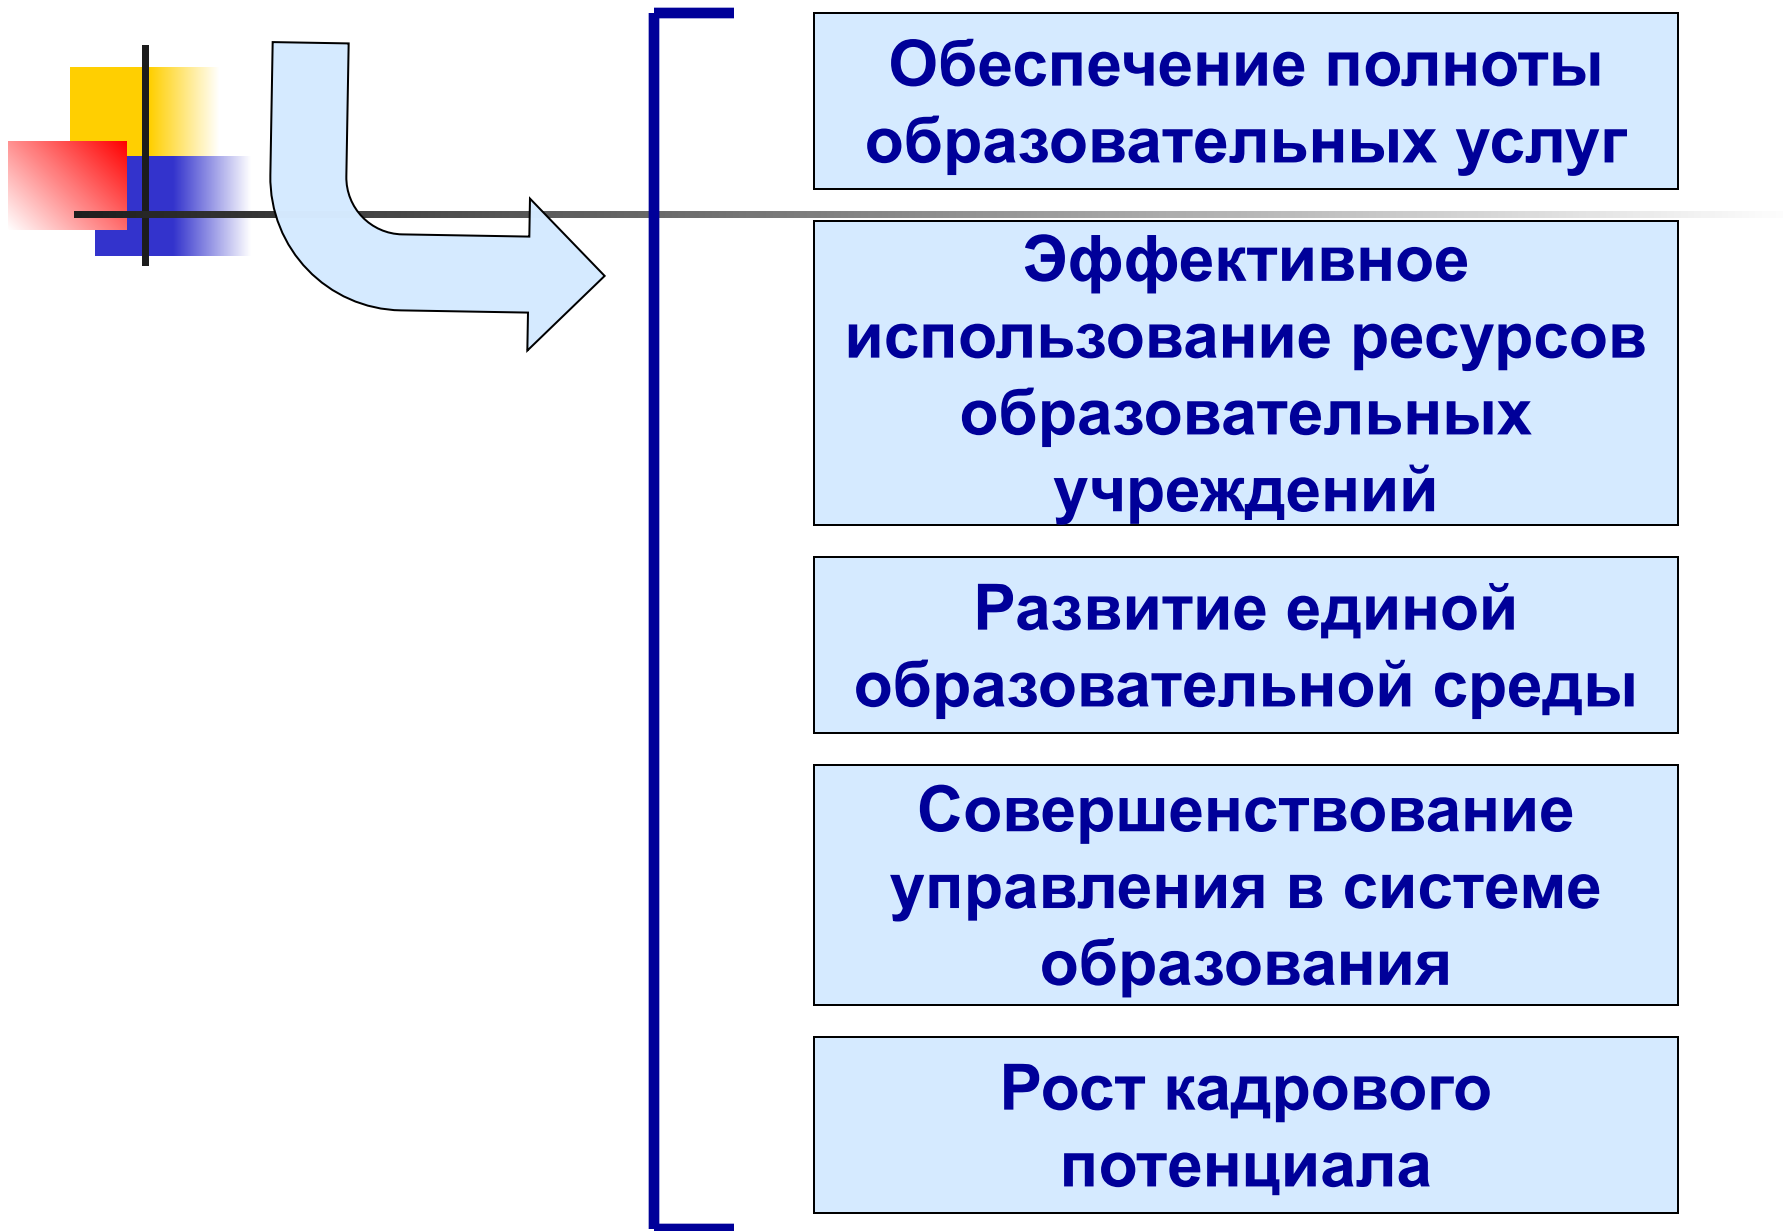 Обеспечение полноты
образовательных услуг
Эффективное
использование ресурсов
образовательных
учреждений
Развитие единой
образовательной среды
Совершенствование
управления в системе
образования
Рост кадрового
потенциала